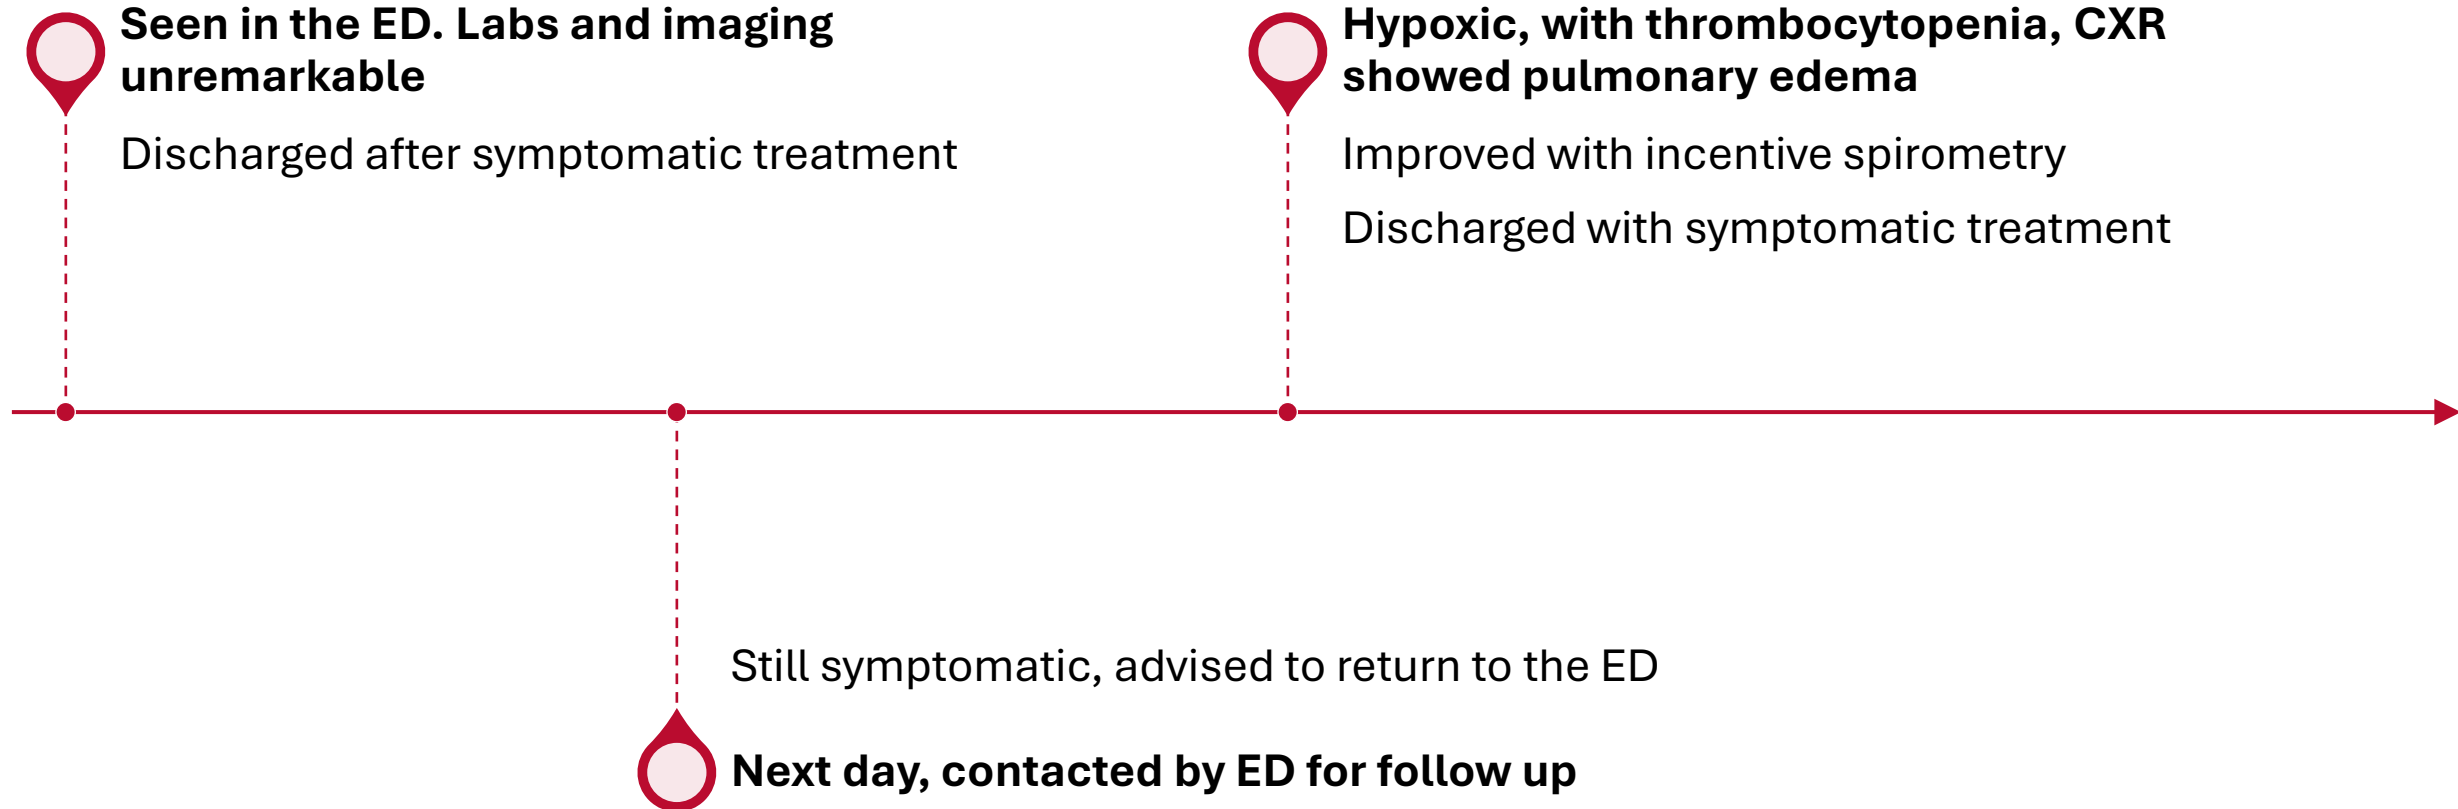 Seen in the ED. Labs and imaging
unremarkable
Discharged after symptomatic treatment
Still symptomatic, advised to return to the ED
Next day, contacted by ED for follow up
Hypoxic, with thrombocytopenia, CXR
showed pulmonary edema
Improved with incentive spirometry
Discharged with symptomatic treatment